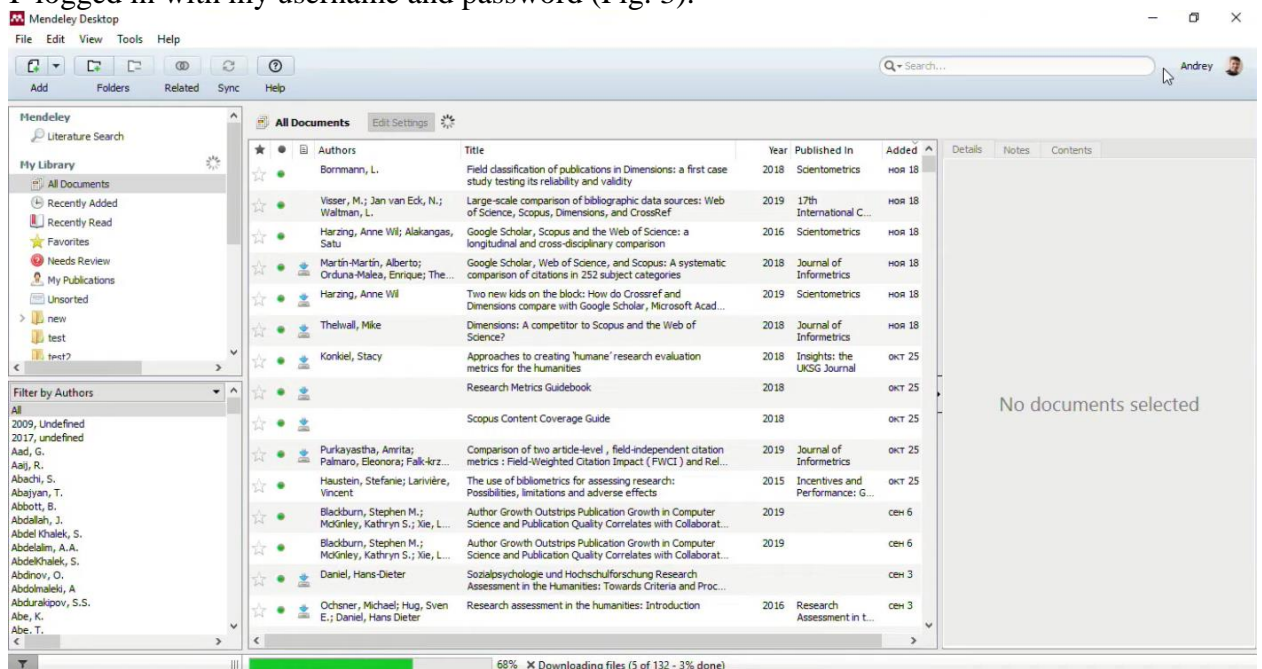 I logged in with my username and password (Fig. 3).
Mendeley Desktop
File Edit View Tools Help
Search...
Andrey
Add Folders Related Sync Help
Mendeley
Literature Search
My Library
All Documents
Recently Added
Recently Read
Favorites
Needs Review
My Publications
Unsorted
new
test
test2
Filter by Authors
All
2009, Undefined
2017, undefined
Aad, G.
Aaij, R.
Abachi, S.
Abajyan, T.
Abbott, B.
Abdallah, J.
Abdel Khalek, S.
Abdelalim, A.A.
AbdelKhalek, S.
Abdinov, O.
Abdolmaleki, A
Abdurakipov, S.S.
Abe, K.
Abe, T.
All Documents Edit Settings
Authors Title Year Published In Added
Bornmann, L. Field classification of publications in Dimensions: a first case 2018 Scientometrics ноя 18
study testing its reliability and validity
Visser, M.; Jan van Eck, N.; Large-scale comparison of bibliographic data sources: Web 2019 17th ноя 18
Waltman, L. of Science, Scopus, Dimensions, and CrossRef International C...
Harzing, Anne Wil; Alakangas, Google Scholar, Scopus and the Web of Science: a 2016 Scientometrics ноя 18
Satu longitudinal and cross-disciplinary comparison
Martín-Martín, Alberto; Google Scholar, Web of Science, and Scopus: A systematic 2018 Journal of ноя 18
Orduna-Malea, Enrique; The... comparison of citations in 252 subject categories Informetrics
Harzing, Anne Wil Two new kids on the block: How do Crossref and 2019 Scientometrics ноя 18
Dimensions compare with Google Scholar, Microsoft Acad...
Thelwall, Mike Dimensions: A competitor to Scopus and the Web of 2018 Journal of ноя 18
Science? Informetrics
Konkiel, Stacy Approaches to creating 'humane' research evaluation 2018 Insights: the окт 25
metrics for the humanities UKSG Journal
Research Metrics Guidebook 2018 окт 25
Scopus Content Coverage Guide 2018 окт 25
Purkayastha, Amrita; Comparison of two article-level , field-independent citation 2019 Journal of окт 25
Palmaro, Eleonora; Falk-krz... metrics : Field-Weighted Citation Impact ( FWCI ) and Rel... Informetrics
Haustein, Stefanie; Larivière, The use of bibliometrics for assessing research: 2015 Incentives and окт 25
Vincent Possibilities, limitations and adverse effects Performance: G...
Blackburn, Stephen M.; Author Growth Outstrips Publication Growth in Computer 2019 сен 6
McKinley, Kathryn S.; Xie, L... Science and Publication Quality Correlates with Collaborat...
Blackburn, Stephen M.; Author Growth Outstrips Publication Growth in Computer 2019 сен 6
McKinley, Kathryn S.; Xie, L... Science and Publication Quality Correlates with Collaborat...
Daniel, Hans-Dieter Sozialpsychologie und Hochschulforschung Research сен 3
Assessment in the Humanities: Towards Criteria and Proc...
Ochsner, Michael; Hug, Sven Research assessment in the humanities: Introduction 2016 Research сен 3
E.; Daniel, Hans Dieter Assessment in t...
Details Notes Contents
No documents selected
68% Downloading files (5 of 132 - 3% done)